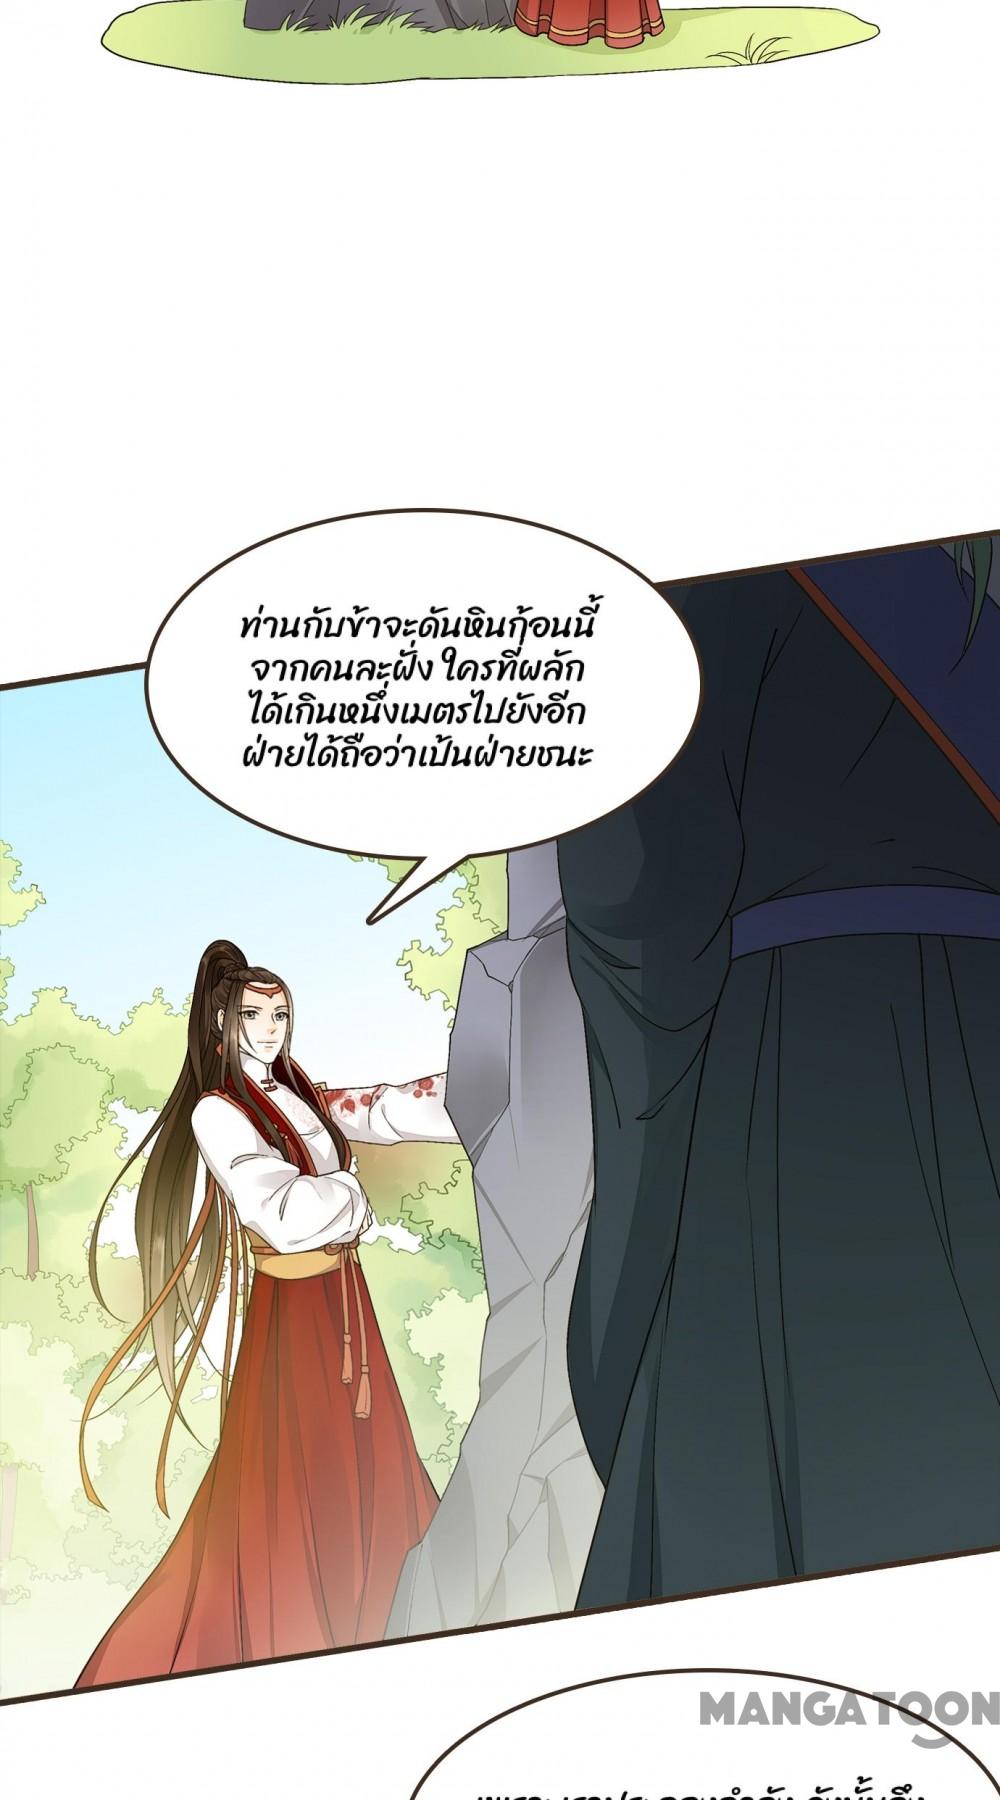 ท่านกับข้าจะดันหินก้อนนี้
จากคนละฝั่ง ใครที่ผลัก
ได้เกินหนึ่งเมตรไปยังอีก
ฝ่ายได้ถือว่าเป้นฝ่ายชนะ
MANGATOON